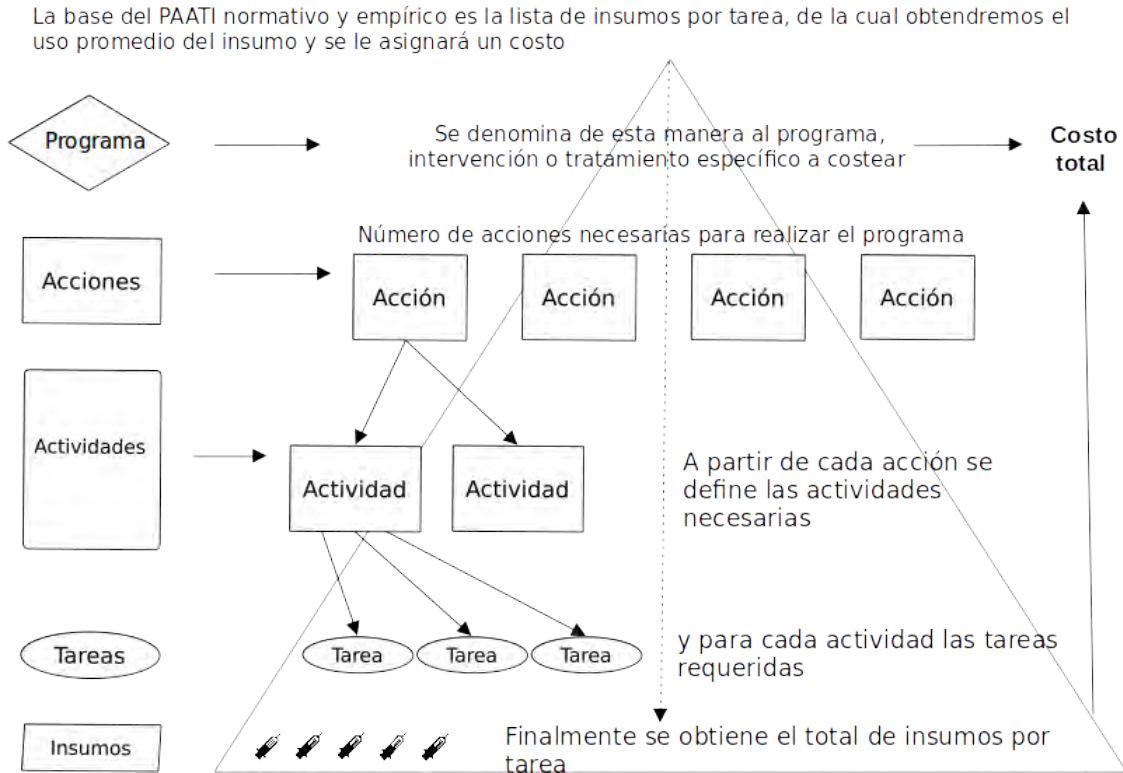 La base del PAATI normativo y empírico es la lista de insumos por tarea, de la cual obtendremos el
uso promedio del insumo y se le asignará un costo
Programa
Se denomina de esta manera al programa,
intervención o tratamiento específico a costear
Costo
total
Número de acciones necesarias para realizar el programa
Acciones
Acción
Acción
Acción
Acción
Actividades
Actividad
Actividad
A partir de cada acción se
define las actividades
necesarias
Tareas
Tarea
Tarea
Tarea
y para cada actividad las tareas
requeridas
Insumos
Finalmente se obtiene el total de insumos por
tarea